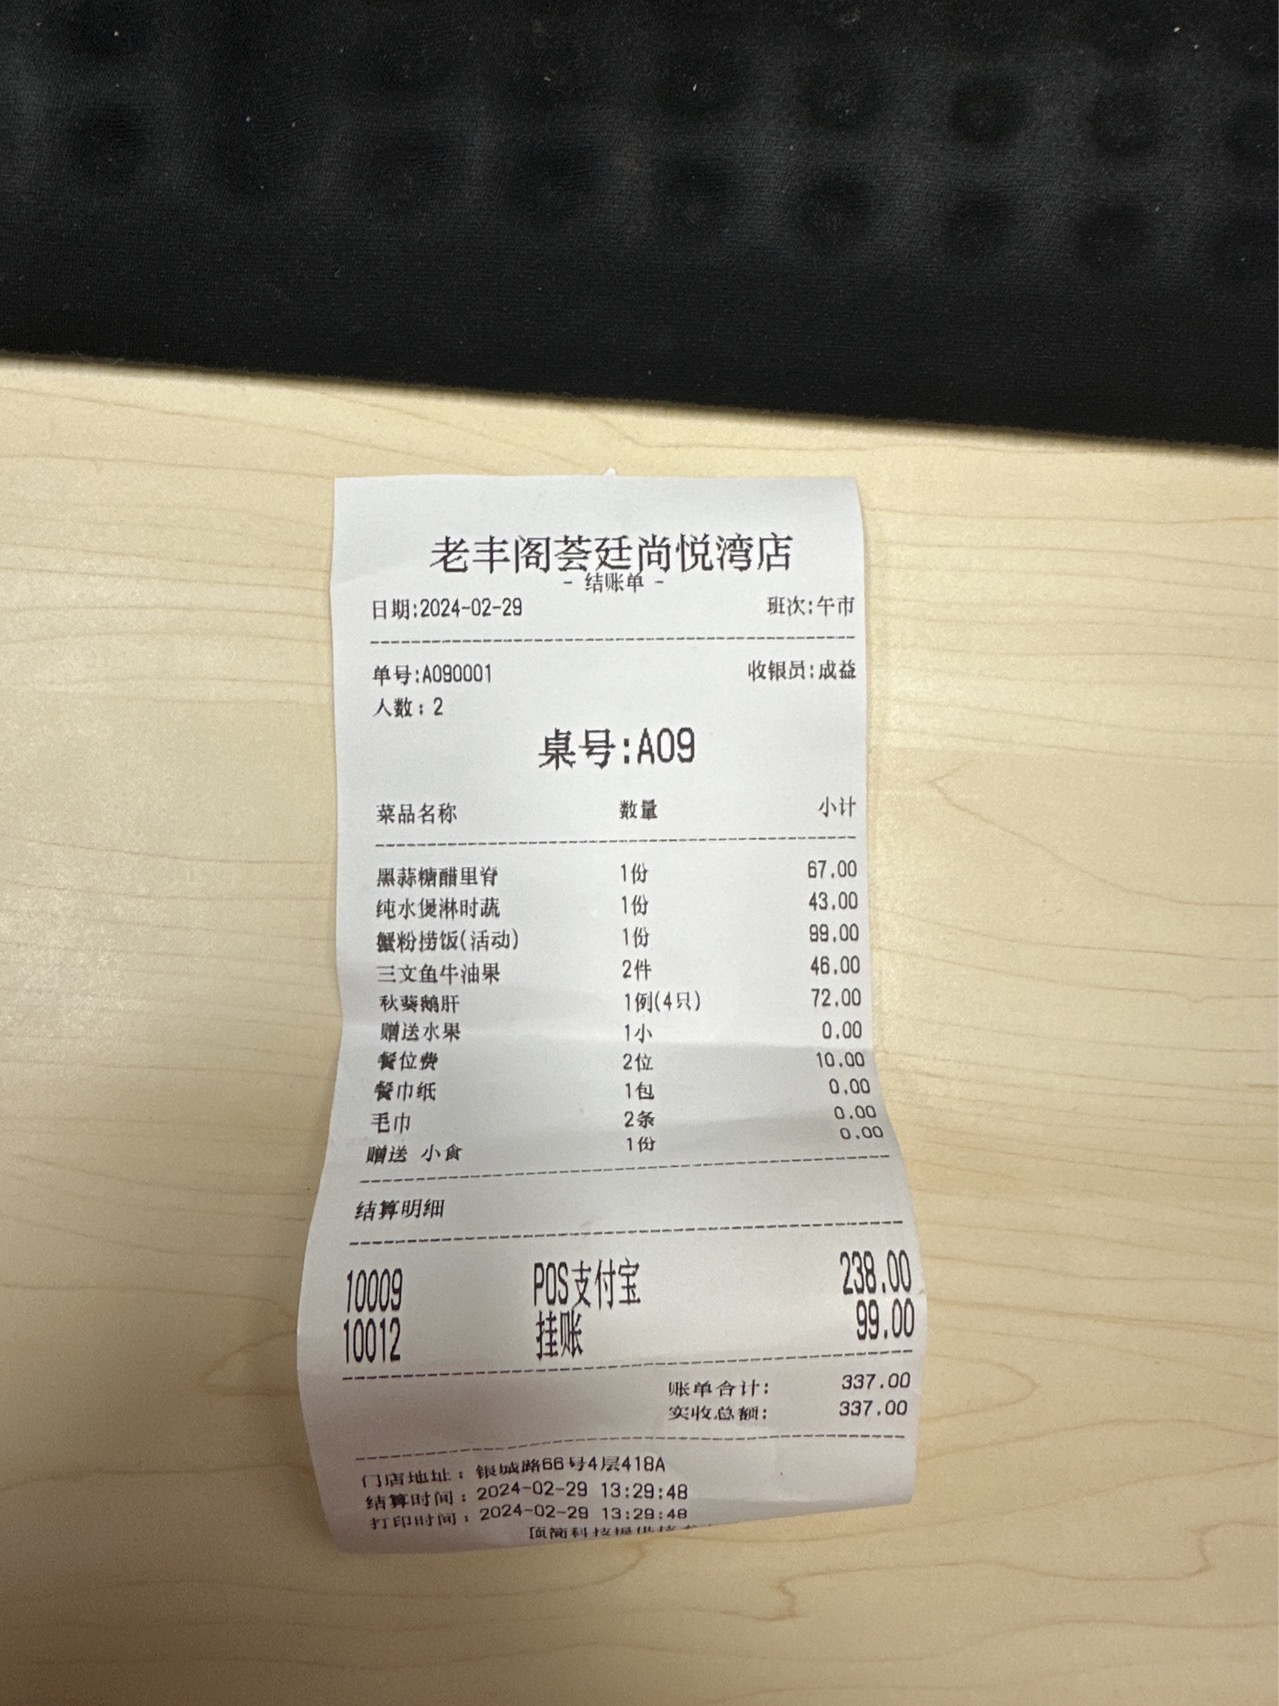 老丰阁荟廷尚悦湾店
- 结账单 -
日期:2024-02-29 班次:午市
单号:A090001 收银员:成益
人数: 2
桌号:A09
菜品名称 数量 小计
黑蒜糖醋里脊 1份 67.00
纯水煲淋时蔬 1份 43.00
蟹粉捞饭(活动) 1份 99.00
三文鱼牛油果 2件 46.00
秋葵鹅肝 1例(4只) 72.00
赠送水果 1小 0.00
餐位费 2位 10.00
餐巾纸 1包 0.00
毛巾 2条 0.00
赠送 小食 1份 0.00
结算明细
10009 POS支付宝 238.00
10012 挂账 99.00
账单合计: 337.00
实收总额: 337.00
门店地址: 银城路66号4层418A
结算时间: 2024-02-29 13:29:48
打印时间: 2024-02-29 13:29:48
科技提供技